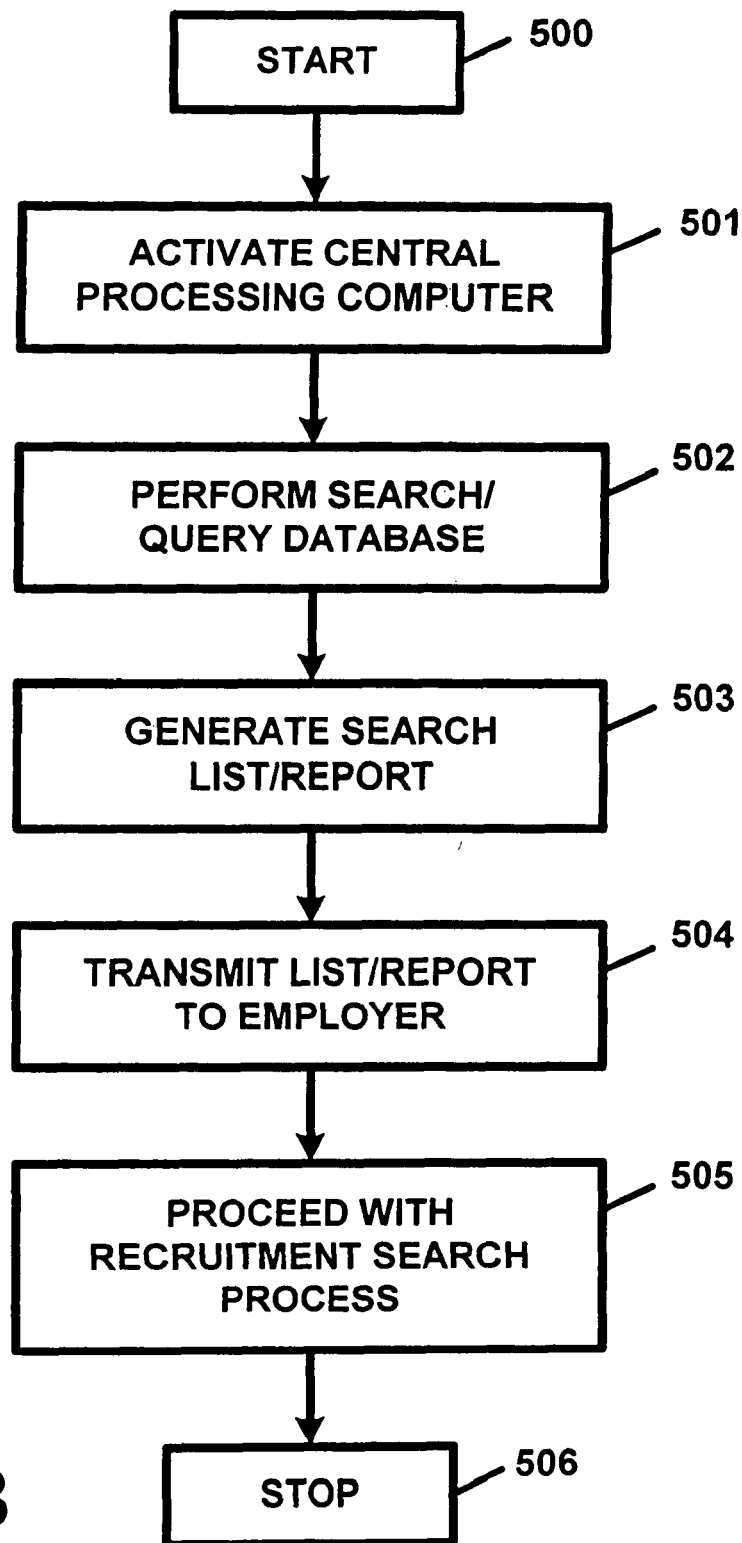 START
500
ACTIVATE CENTRAL
PROCESSING COMPUTER
501
PERFORM SEARCH/
QUERY DATABASE
502
GENERATE SEARCH
LIST/REPORT
503
TRANSMIT LIST/REPORT
TO EMPLOYER
504
PROCEED WITH
RECRUITMENT SEARCH
PROCESS
505
STOP
506